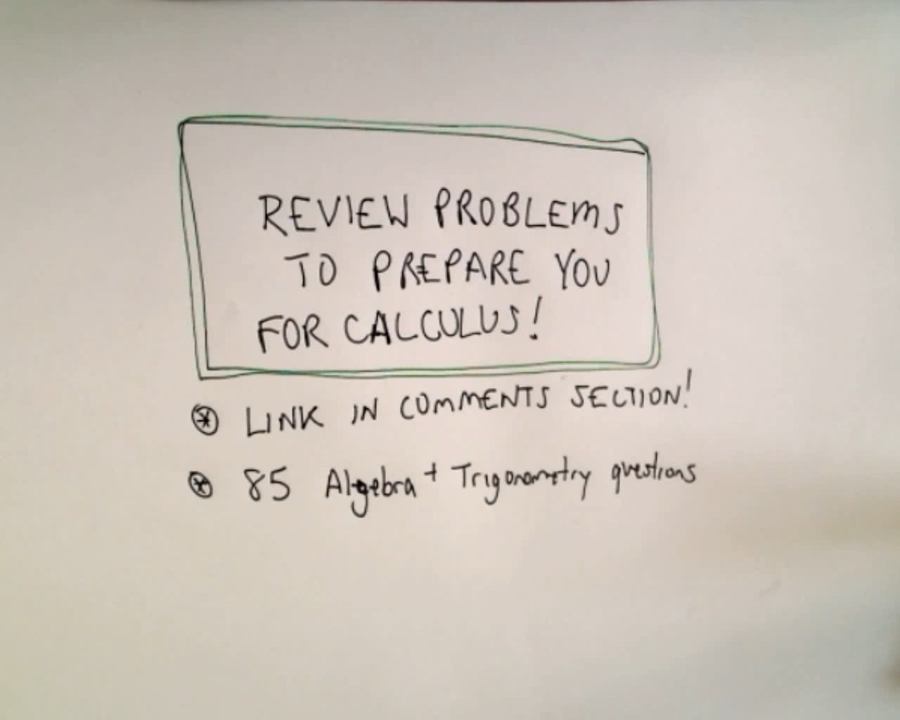 REVIEW PROBLEMS
TO PREPARE YOU
FOR CALCULUS!
LINK IN COMMENTS SECTION!
85 Algebra + Trigonometry questions